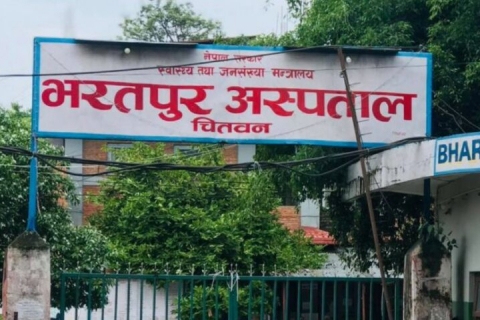 नेपाल सरकार
स्वास्थ्य तथा जनसंख्या मन्त्रालय
भरतपुर अस्पताल
चितवन
BHAR